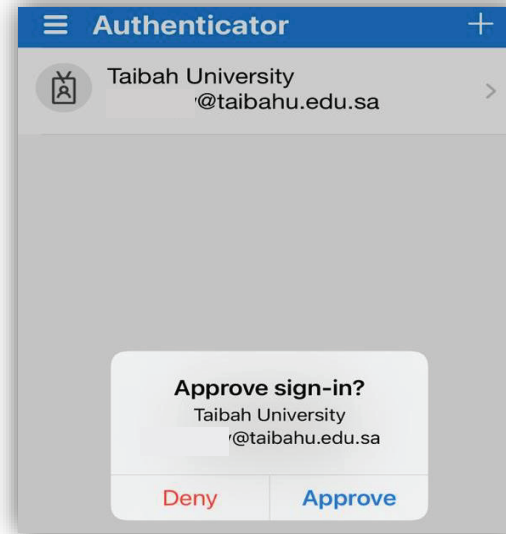 Authenticator
Taibah University
@taibahu.edu.sa
Approve sign-in?
Taibah University
@taibahu.edu.sa
Deny
Approve